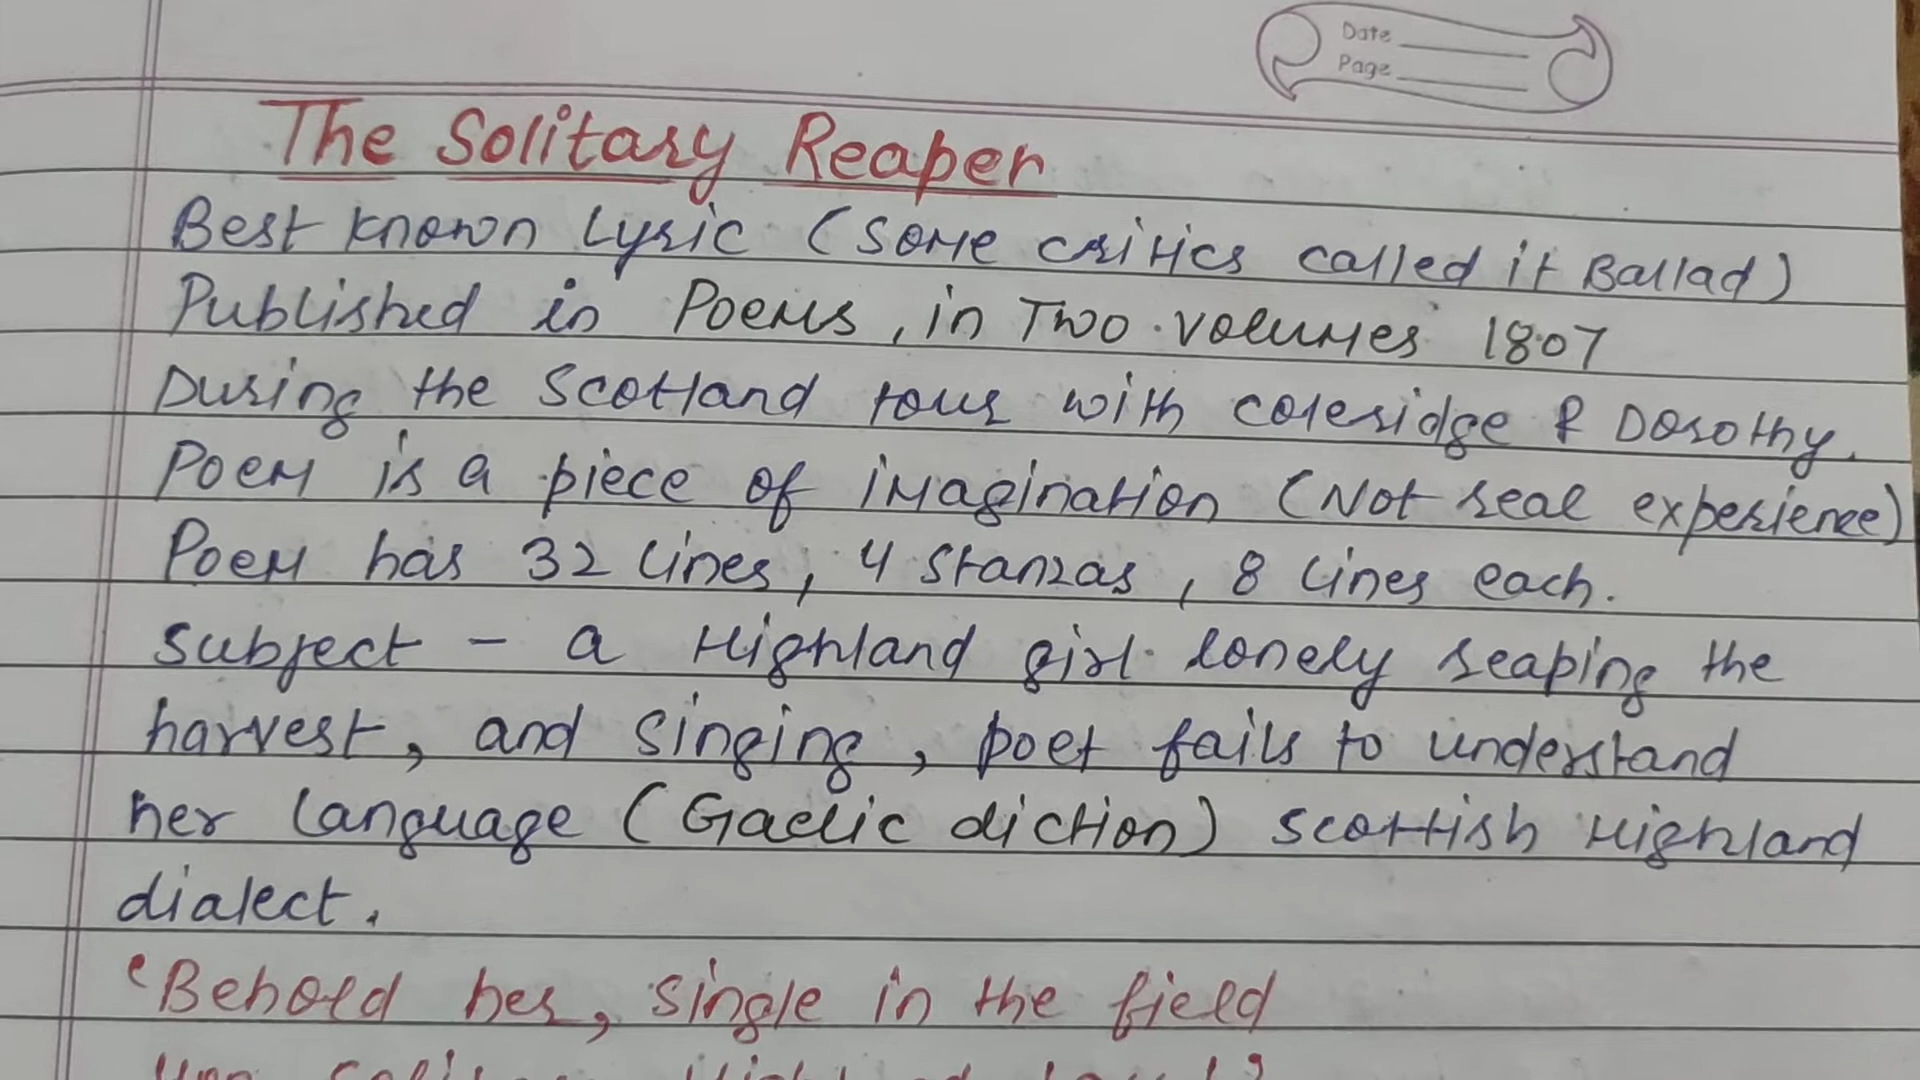 Date
Page
The Solitary Reaper
Best known Lyric (some critics called it Ballad)
Published in Poems, in Two volumes 1807
During the Scotland tour with coleridge & Dorothy.
Poem is a piece of imagination (Not real experience)
Poem has 32 lines, 4 stanzas, 8 lines each.
subject - a Highland girl lonely reaping the
harvest, and singing, poet fails to understand
her language (Gaelic diction) scottish Highland
dialect.
'Behold her, single in the field